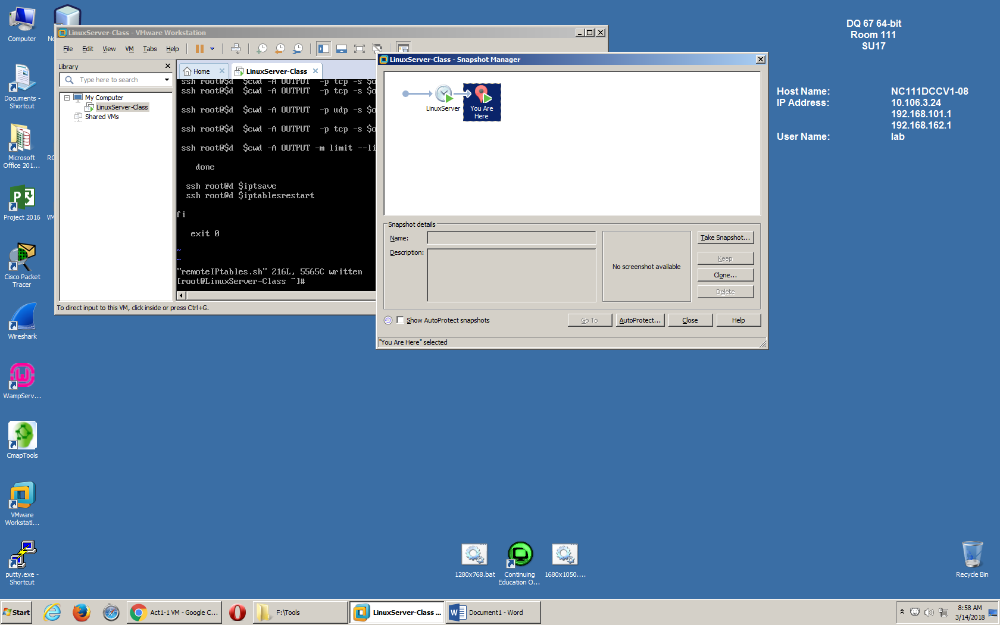 Computer
Ne
Documents -
Shortcut
Microsoft
Office 201...
RG
Project 2016
VM
Cisco Packet
Tracer
Wireshark
WampServ...
CmapTools
VMware
Workstati...
putty.exe -
Shortcut
LinuxServer-Class - VMware Workstation
File Edit View VM Tabs Help
Library
Type here to search
My Computer
LinuxServer-Class
Shared VMs
Home
LinuxServer-Class
ssh root@$d $cwd -A OUTPUT -p tcp -s $o
ssh root@$d $cwd -A OUTPUT -p tcp -s $o
ssh root@$d $cwd -A OUTPUT -p udp -s $o
ssh root@$d $cwd -A OUTPUT -p tcp -s $o
ssh root@$d $cwd -A OUTPUT -m limit --li
done
ssh root@d $iptsave
ssh root@d $iptablesrestart
fi
exit 0
~
~
"remoteIPtables.sh" 216L, 5565C written
[root@LinuxServer-Class ~]#
To direct input to this VM, click inside or press Ctrl+G.
LinuxServer-Class - Snapshot Manager
LinuxServer
You Are
Here
Snapshot details
Name:
Description:
No screenshot available
Take Snapshot...
Keep
Clone...
Delete
Show AutoProtect snapshots
Go To
AutoProtect...
Close
Help
"You Are Here" selected
DQ 67 64-bit
Room 111
SU17
Host Name: NC111DCCV1-08
IP Address: 10.106.3.24
192.168.101.1
192.168.162.1
User Name: lab
1280x768.bat
Continuing
Education O...
1680x1050....
Recycle Bin
Start
Act1-1 VM - Google C...
F:\Tools
LinuxServer-Class ...
Document1 - Word
8:58 AM
3/14/2018